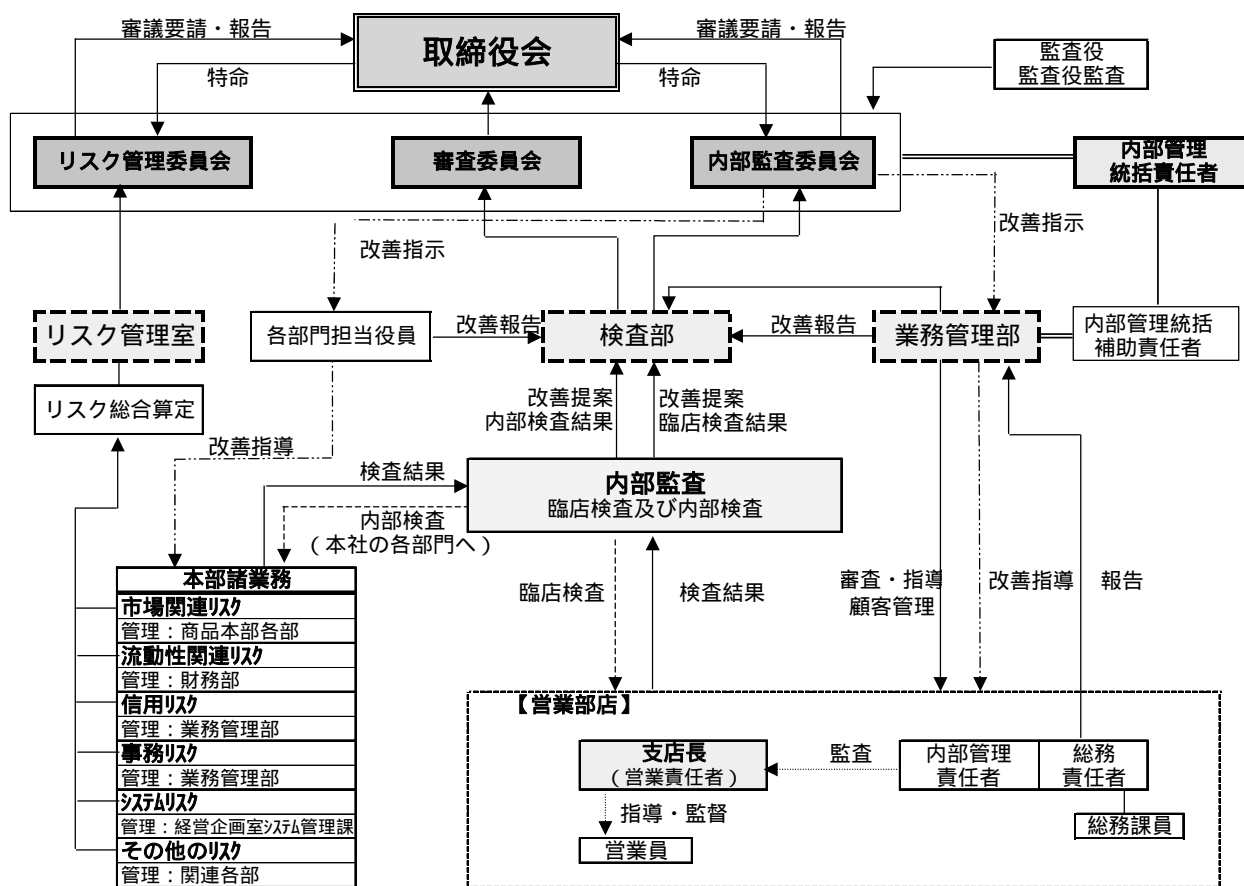 審議要請・報告
取締役会
審議要請・報告
特命
特命
監査役
監査役監査
リスク管理委員会
審査委員会
内部監査委員会
内部管理
統括責任者
改善指示
改善指示
リスク管理室
各部門担当役員
改善報告
検査部
改善報告
業務管理部
内部管理統括
補助責任者
リスク総合算定
改善提案
内部検査結果
改善提案
臨店検査結果
改善指導
検査結果
内部監査
臨店検査及び内部検査
内部検査
(本社の各部門へ)
本部諸業務
市場関連リスク
管理:商品本部各部
流動性関連リスク
管理:財務部
信用リスク
管理:業務管理部
事務リスク
管理:業務管理部
システムリスク
管理:経営企画室システム管理課
その他のリスク
管理:関連各部
臨店検査
検査結果
審査・指導
顧客管理
改善指導
報告
【営業部店】
支店長
(営業責任者)
監査
内部管理
責任者
総務
責任者
指導・監督
営業員
総務課員